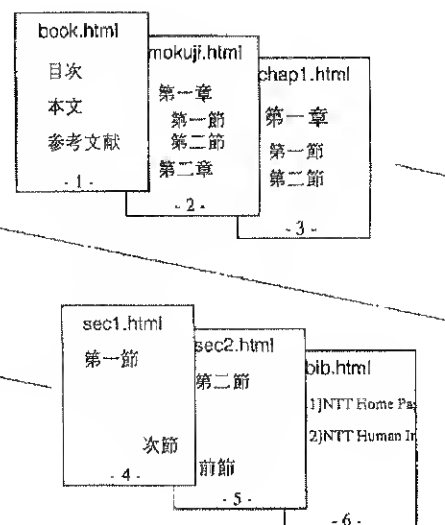 book.html
目次
本文
参考文献
- 1 -
mokuji.html
第一章
第一節
第二節
第二章
- 2 -
chap1.html
第一章
第一節
第二節
- 3 -
sec1.html
第一節
次節
- 4 -
sec2.html
第二節
前節
- 5 -
bib.html
1]NTT Home
2]NTT Human
- 6 -